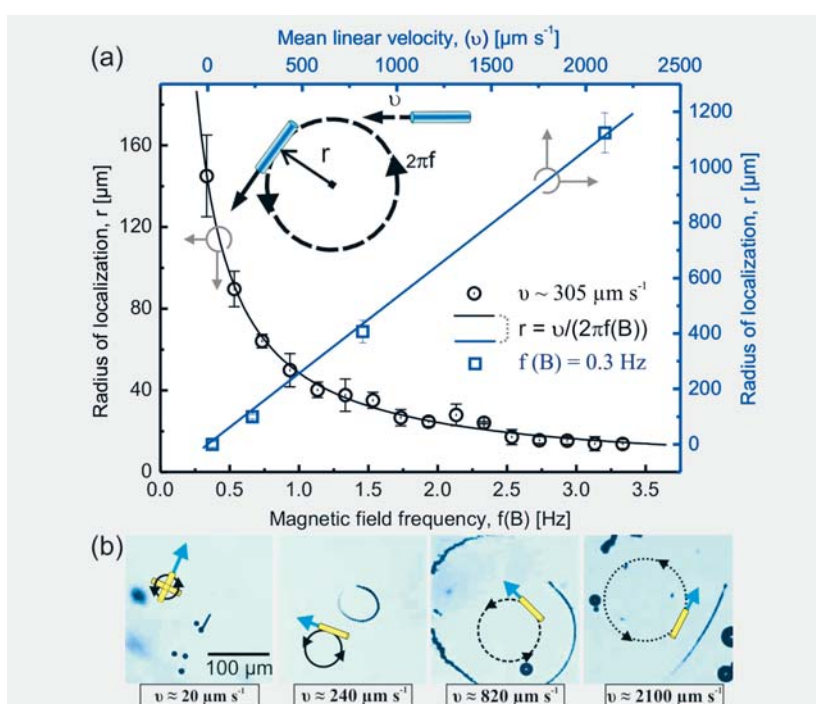 Mean linear velocity, (υ) [µm s⁻¹]
(a)
0 500 1000 1500 2000 2500
160
120
80
40
0
Radius of localization, r [µm]
1200
1000
800
600
400
200
0
Radius of localization, r [µm]
υ
r
2πf
υ ~ 305 µm s⁻¹
r = υ/(2πf(B))
f (B) = 0.3 Hz
0.0 0.5 1.0 1.5 2.0 2.5 3.0 3.5
Magnetic field frequency, f(B) [Hz]
(b)
100 µm
υ ≈ 20 µm s⁻¹ υ ≈ 240 µm s⁻¹ υ ≈ 820 µm s⁻¹ υ ≈ 2100 µm s⁻¹